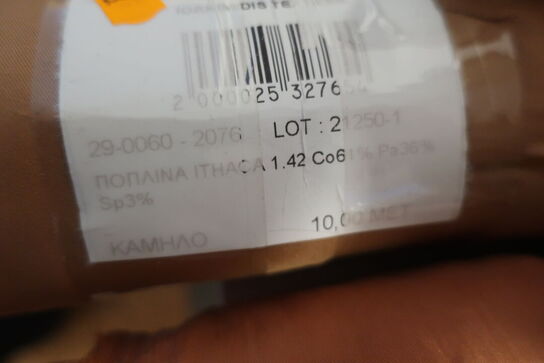 2 000025 3276
29-0060 - 2076 LOT : 21250-1
ΠΟΠΛΙΝΑ ITHACA 1.42 Co61% Pa36%
Sp3%
10,00 ΜΕΤ
ΚΑΜΗΛΟ